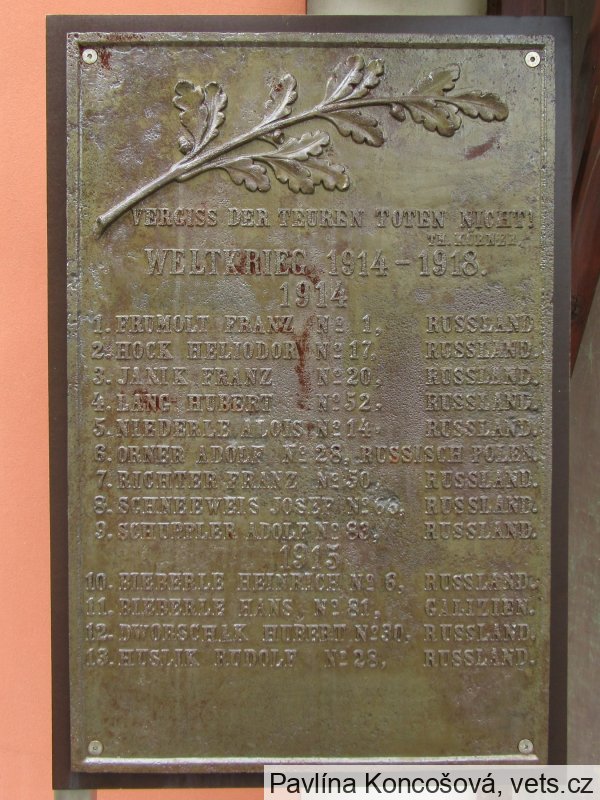 VERGISS DER TEUREN TOTEN NICHT!
TH. KÖRNER.
WELTKRIEG 1914 – 1918.
1914
1. FRUMOLT FRANZ No 1, RUSSLAND
2. HOCK HELIODOR No 17, RUSSLAND.
3. JANIK FRANZ No 20, RUSSLAND.
4. LANG HUBERT No 52, RUSSLAND.
5. NIEDERLE ALOIS No 14 RUSSLAND.
6. ORNER ADOLF No 28, RUSSISCH POLEN.
7. RICHTER FRANZ No 50, RUSSLAND.
8. SCHNEEWEIS JOSEF No RUSSLAND.
9. SCHUPPLER ADOLF No 83, RUSSLAND.
1915
10. BIEBERLE HEINRICH No 6, RUSSLAND.
11. BIEBERLE HANS, No 81, GALIZIEN.
12. DWORSCHAK HUBERT No 30, RUSSLAND.
13. HUSLIK RUDOLF No 28, RUSSLAND.
Pavlína Koncošová, vets.cz